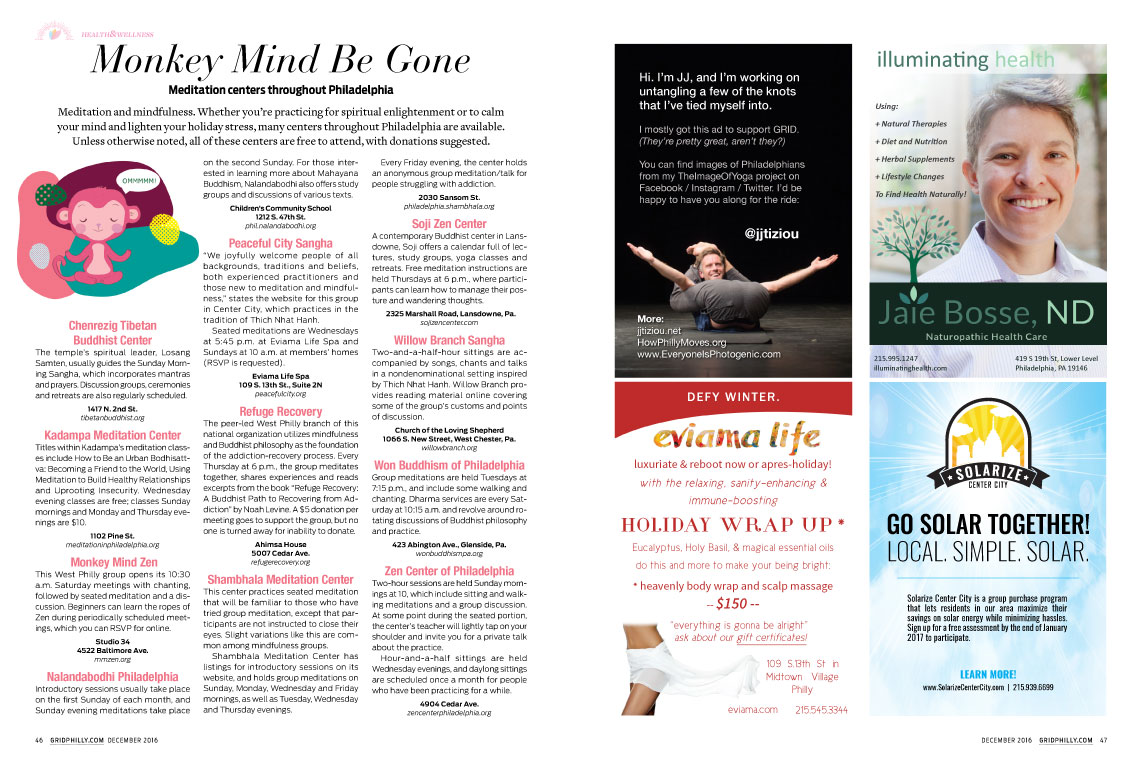 HEALTH&WELLNESS
Monkey Mind Be Gone
Meditation centers throughout Philadelphia
Meditation and mindfulness. Whether you're practicing for spiritual enlightenment or to calm
your mind and lighten your holiday stress, many centers throughout Philadelphia are available.
Unless otherwise noted, all of these centers are free to attend, with donations suggested.
OHMMMM!
Chenrezig Tibetan
Buddhist Center
The temple's spiritual leader, Losang
Samten, usually guides the Sunday Morn-
ing Sangha, which incorporates mantras
and prayers. Discussion groups, ceremonies
and retreats are also regularly scheduled.
1417 N. 2nd St.
tibetanbuddhist.org
Kadampa Meditation Center
Titles within Kadampa's meditation class-
es include How to Be an Urban Bodhisatt-
va: Becoming a Friend to the World, Using
Meditation to Build Healthy Relationships
and Uprooting Insecurity. Wednesday
evening classes are free; classes Sunday
mornings and Monday and Thursday eve-
nings are $10.
1102 Pine St.
meditationinphiladelphia.org
Monkey Mind Zen
This West Philly group opens its 10:30
a.m. Saturday meetings with chanting,
followed by seated meditation and a dis-
cussion. Beginners can learn the ropes of
Zen during periodically scheduled meet-
ings, which you can RSVP for online.
Studio 34
4522 Baltimore Ave.
mmzen.org
Nalandabodhi Philadelphia
Introductory sessions usually take place
on the first Sunday of each month, and
Sunday evening meditations take place
on the second Sunday. For those inter-
ested in learning more about Mahayana
Buddhism, Nalandabodhi also offers study
groups and discussions of various texts.
Children's Community School
1212 S. 47th St.
phil.nalandabodhi.org
Peaceful City Sangha
"We joyfully welcome people of all
backgrounds, traditions and beliefs,
both experienced practitioners and
those new to meditation and mindful-
ness," states the website for this group
in Center City, which practices in the
tradition of Thich Nhat Hanh.
Seated meditations are Wednesdays
at 5:45 p.m. at Eviama Life Spa and
Sundays at 10 a.m. at members' homes
(RSVP is requested).
Eviama Life Spa
109 S. 13th St., Suite 2N
peacefulcity.org
Refuge Recovery
The peer-led West Philly branch of this
national organization utilizes mindfulness
and Buddhist philosophy as the foundation
of the addiction-recovery process. Every
Thursday at 6 p.m., the group meditates
together, shares experiences and reads
excerpts from the book "Refuge Recovery:
A Buddhist Path to Recovering from Ad-
diction" by Noah Levine. A $5 donation per
meeting goes to support the group, but no
one is turned away for inability to donate.
Ahimsa House
5007 Cedar Ave.
refugerecovery.org
Shambhala Meditation Center
This center practices seated meditation
that will be familiar to those who have
tried group meditation, except that par-
ticipants are not instructed to close their
eyes. Slight variations like this are com-
mon among mindfulness groups.
Shambhala Meditation Center has
listings for introductory sessions on its
website, and holds group meditations on
Sunday, Monday, Wednesday and Friday
mornings, as well as Tuesday, Wednesday
and Thursday evenings.
Every Friday evening, the center holds
an anonymous group meditation/talk for
people struggling with addiction.
2030 Sansom St.
philadelphia.shambhala.org
Soji Zen Center
A contemporary Buddhist center in Lans-
downe, Soji offers a calendar full of lec-
tures, study groups, yoga classes and
retreats. Free meditation instructions are
held Thursdays at 6 p.m., where partici-
pants can learn how to manage their pos-
ture and wandering thoughts.
2325 Marshall Road, Lansdowne, Pa.
sojizencenter.com
Willow Branch Sangha
Two-and-a-half-hour sittings are ac-
companied by songs, chants and talks
in a nondenominational setting inspired
by Thich Nhat Hanh. Willow Branch pro-
vides reading material online covering
some of the group's customs and points
of discussion.
Church of the Loving Shepherd
1066 S. New Street, West Chester, Pa.
willowbranch.org
Won Buddhism of Philadelphia
Group meditations are held Tuesdays at
7:15 p.m., and include some walking and
chanting. Dharma services are every Sat-
urday at 10:15 a.m. and revolve around ro-
tating discussions of Buddhist philosophy
and practice.
423 Abington Ave., Glenside, Pa.
wonbuddhismpa.org
Zen Center of Philadelphia
Two-hour sessions are held Sunday morn-
ings at 10, which include sitting and walk-
ing meditations and a group discussion.
At some point during the seated portion,
the center's teacher will lightly tap on your
shoulder and invite you for a private talk
about the practice.
Hour-and-a-half sittings are held
Wednesday evenings, and daylong sittings
are scheduled once a month for people
who have been practicing for a while.
4904 Cedar Ave.
zencenterphiladelphia.org
46 GRIDPHILLY.COM DECEMBER 2016
Hi. I'm JJ, and I'm working on
untangling a few of the knots
that I've tied myself into.
I mostly got this ad to support GRID.
(They're pretty great, aren't they?)
You can find images of Philadelphians
from my TheImageOfYoga project on
Facebook / Instagram / Twitter. I'd be
happy to have you along for the ride:
@jjtiziou
More:
jjtiziou.net
HowPhillyMoves.org
www.EveryoneIsPhotogenic.com
illuminating health
Using:
+ Natural Therapies
+ Diet and Nutrition
+ Herbal Supplements
+ Lifestyle Changes
To Find Health Naturally!
Jaie Bosse, ND
Naturopathic Health Care
215.995.1247
illuminatinghealth.com
419 S 19th St, Lower Level
Philadelphia, PA 19146
DEFY WINTER.
eviama life
luxuriate & reboot now or apres-holiday!
with the relaxing, sanity-enhancing &
immune-boosting
HOLIDAY WRAP UP *
Eucalyptus, Holy Basil, & magical essential oils
do this and more to make your being bright:
* heavenly body wrap and scalp massage
-- $150 --
"everything is gonna be alright"
ask about our gift certificates!
109 S.13th St in
Midtown Village
Philly
eviama.com 215.545.3344
SOLARIZE
CENTER CITY
GO SOLAR TOGETHER!
LOCAL. SIMPLE. SOLAR.
Solarize Center City is a group purchase program
that lets residents in our area maximize their
savings on solar energy while minimizing hassles.
Sign up for a free assessment by the end of January
2017 to participate.
LEARN MORE!
www.SolarizeCenterCity.com | 215.939.6699
DECEMBER 2016 GRIDPHILLY.COM 47